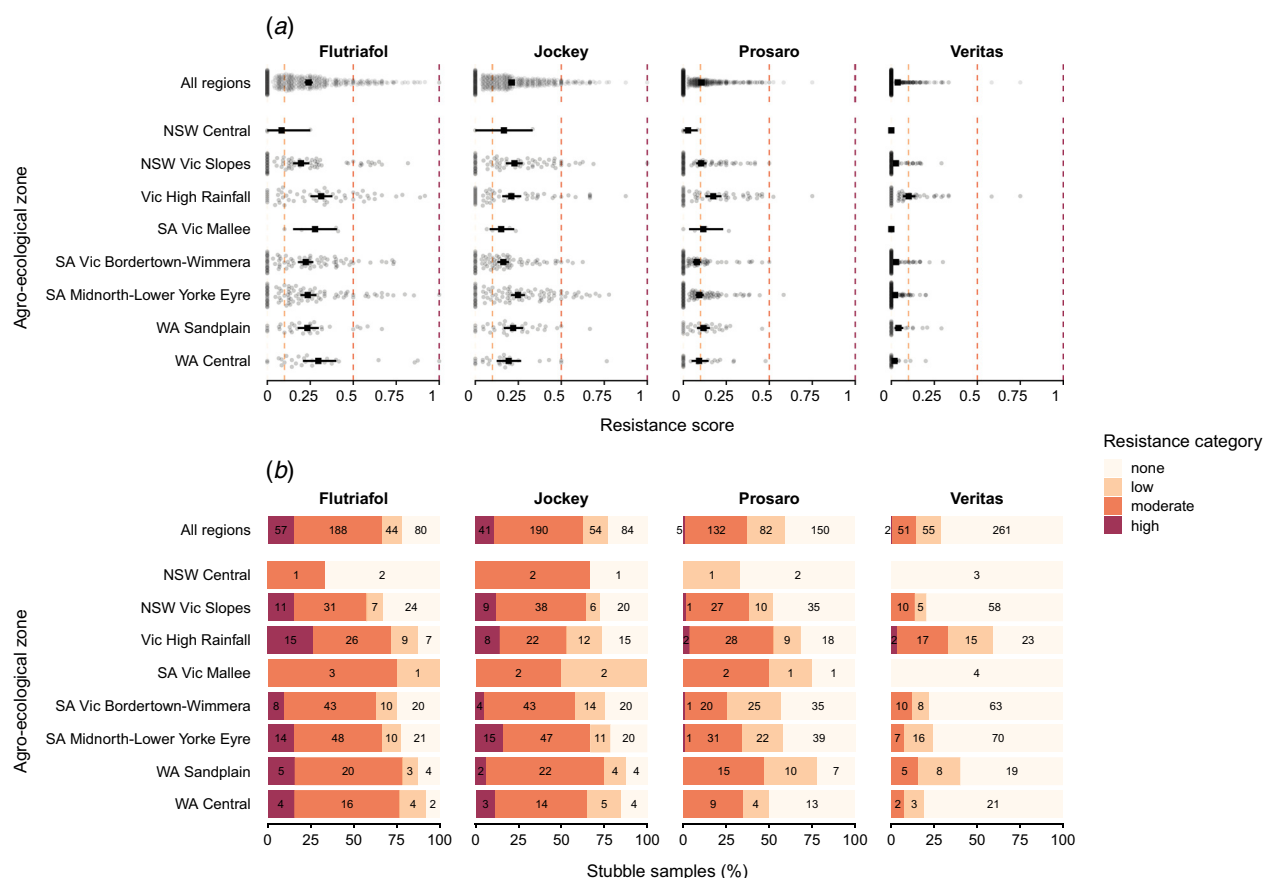 (a)
Flutriafol Jockey Prosaro Veritas
All regions
NSW Central
NSW Vic Slopes
Vic High Rainfall
SA Vic Mallee
SA Vic Bordertown-Wimmera
SA Midnorth-Lower Yorke Eyre
WA Sandplain
WA Central
Agro-ecological zone
0 0.25 0.5 0.75 1 0 0.25 0.5 0.75 1 0 0.25 0.5 0.75 1 0 0.25 0.5 0.75 1
Resistance score
Resistance category
none
low
moderate
high
(b)
Flutriafol Jockey Prosaro Veritas
All regions 57 188 44 80 41 190 54 84 5 132 82 150 2 51 55 261
NSW Central 1 2 2 1 1 2 3
NSW Vic Slopes 11 31 7 24 9 38 6 20 1 27 10 35 10 5 58
Vic High Rainfall 15 26 9 7 8 22 12 15 2 28 9 18 2 17 15 23
SA Vic Mallee 3 1 2 2 2 1 1 4
SA Vic Bordertown-Wimmera 8 43 10 20 4 43 14 20 1 20 25 35 10 8 63
SA Midnorth-Lower Yorke Eyre 14 48 10 21 15 47 11 20 1 31 22 39 7 16 70
WA Sandplain 5 20 3 4 2 22 4 4 15 10 7 5 8 19
WA Central 4 16 4 2 3 14 5 4 9 4 13 2 3 21
Agro-ecological zone
0 25 50 75 100 0 25 50 75 100 0 25 50 75 100 0 25 50 75 100
Stubble samples (%)